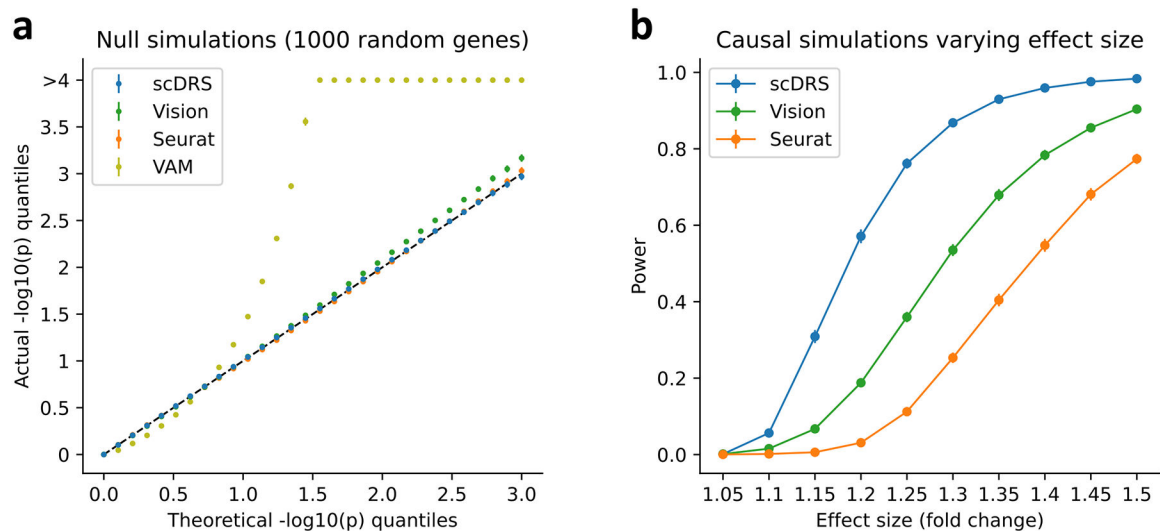 a
Null simulations (1000 random genes)
scDRS
Vision
Seurat
VAM
Actual -log10(p) quantiles
>4
3.5
3
2.5
2
1.5
1
0.5
0
0.0 0.5 1.0 1.5 2.0 2.5 3.0
Theoretical -log10(p) quantiles
b
Causal simulations varying effect size
scDRS
Vision
Seurat
Power
1.0
0.8
0.6
0.4
0.2
0.0
1.05 1.1 1.15 1.2 1.25 1.3 1.35 1.4 1.45 1.5
Effect size (fold change)